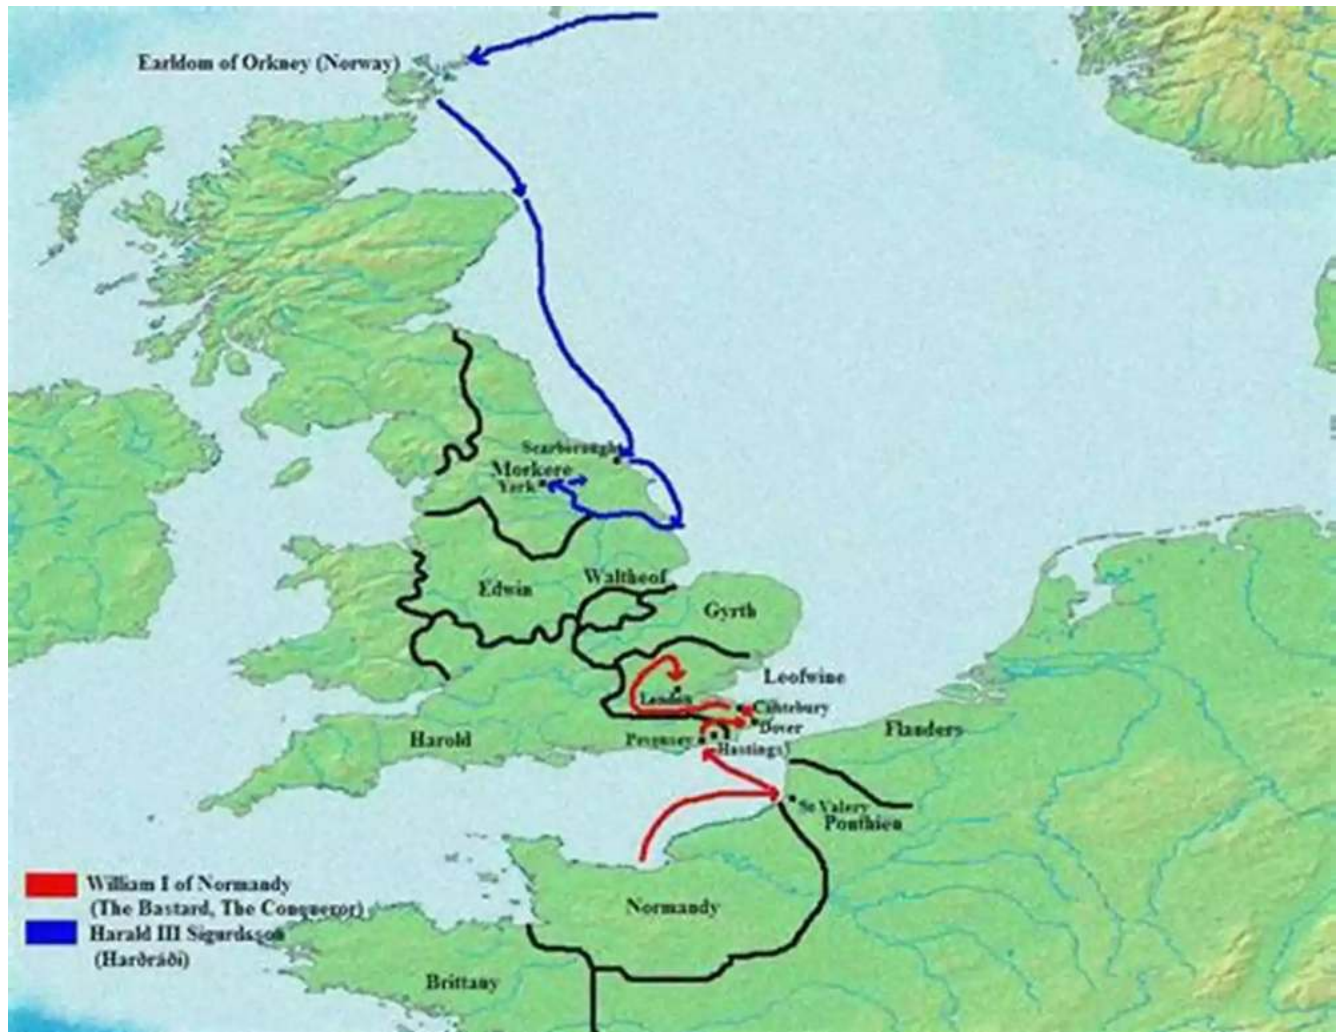 Earldom of Orkney (Norway)
Scarborough
Morkere
York
Edwin
Waltheof
Gyrth
Leofwine
London
Cantebury
Dover
Pevensey
Hastings
Harold
Flanders
St Valery
Ponthieu
William I of Normandy
(The Bastard, The Conqueror)
Harald III Sigurdsson
(Harðráði)
Normandy
Brittany